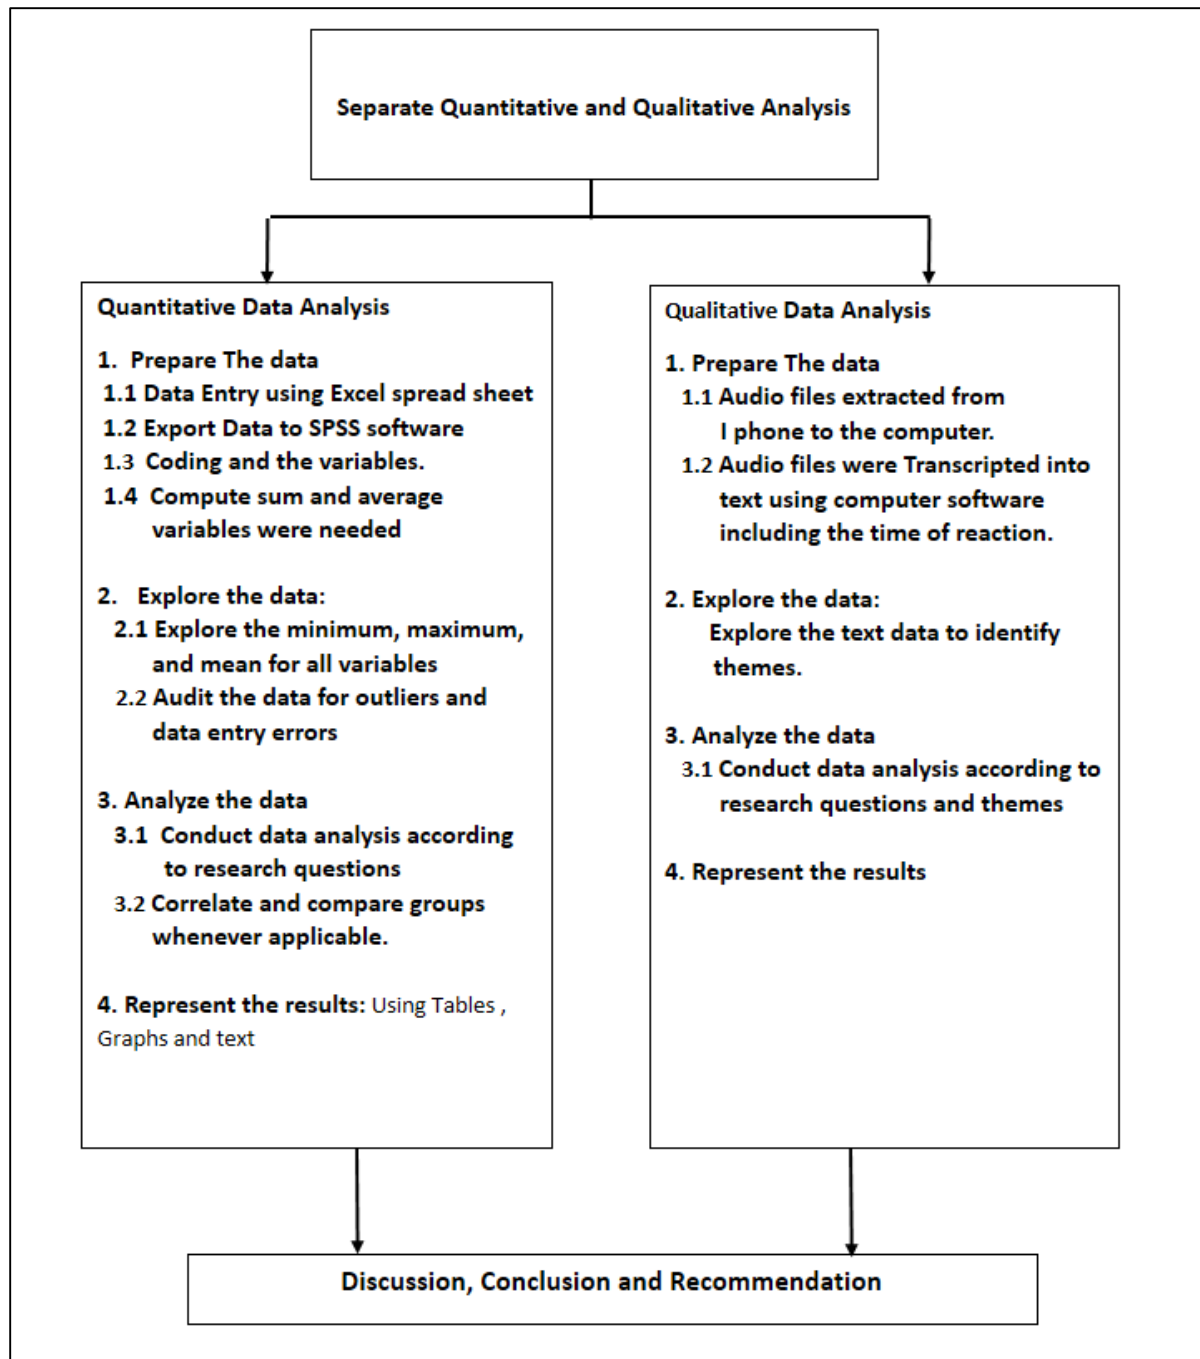 Separate Quantitative and Qualitative Analysis
Quantitative Data Analysis
1. Prepare The data
1.1 Data Entry using Excel spread sheet
1.2 Export Data to SPSS software
1.3 Coding and the variables.
1.4 Compute sum and average
variables were needed
2. Explore the data:
2.1 Explore the minimum, maximum,
and mean for all variables
2.2 Audit the data for outliers and
data entry errors
3. Analyze the data
3.1 Conduct data analysis according
to research questions
3.2 Correlate and compare groups
whenever applicable.
4. Represent the results: Using Tables ,
Graphs and text
Qualitative Data Analysis
1. Prepare The data
1.1 Audio files extracted from
I phone to the computer.
1.2 Audio files were Transcripted into
text using computer software
including the time of reaction.
2. Explore the data:
Explore the text data to identify
themes.
3. Analyze the data
3.1 Conduct data analysis according to
research questions and themes
4. Represent the results
Discussion, Conclusion and Recommendation